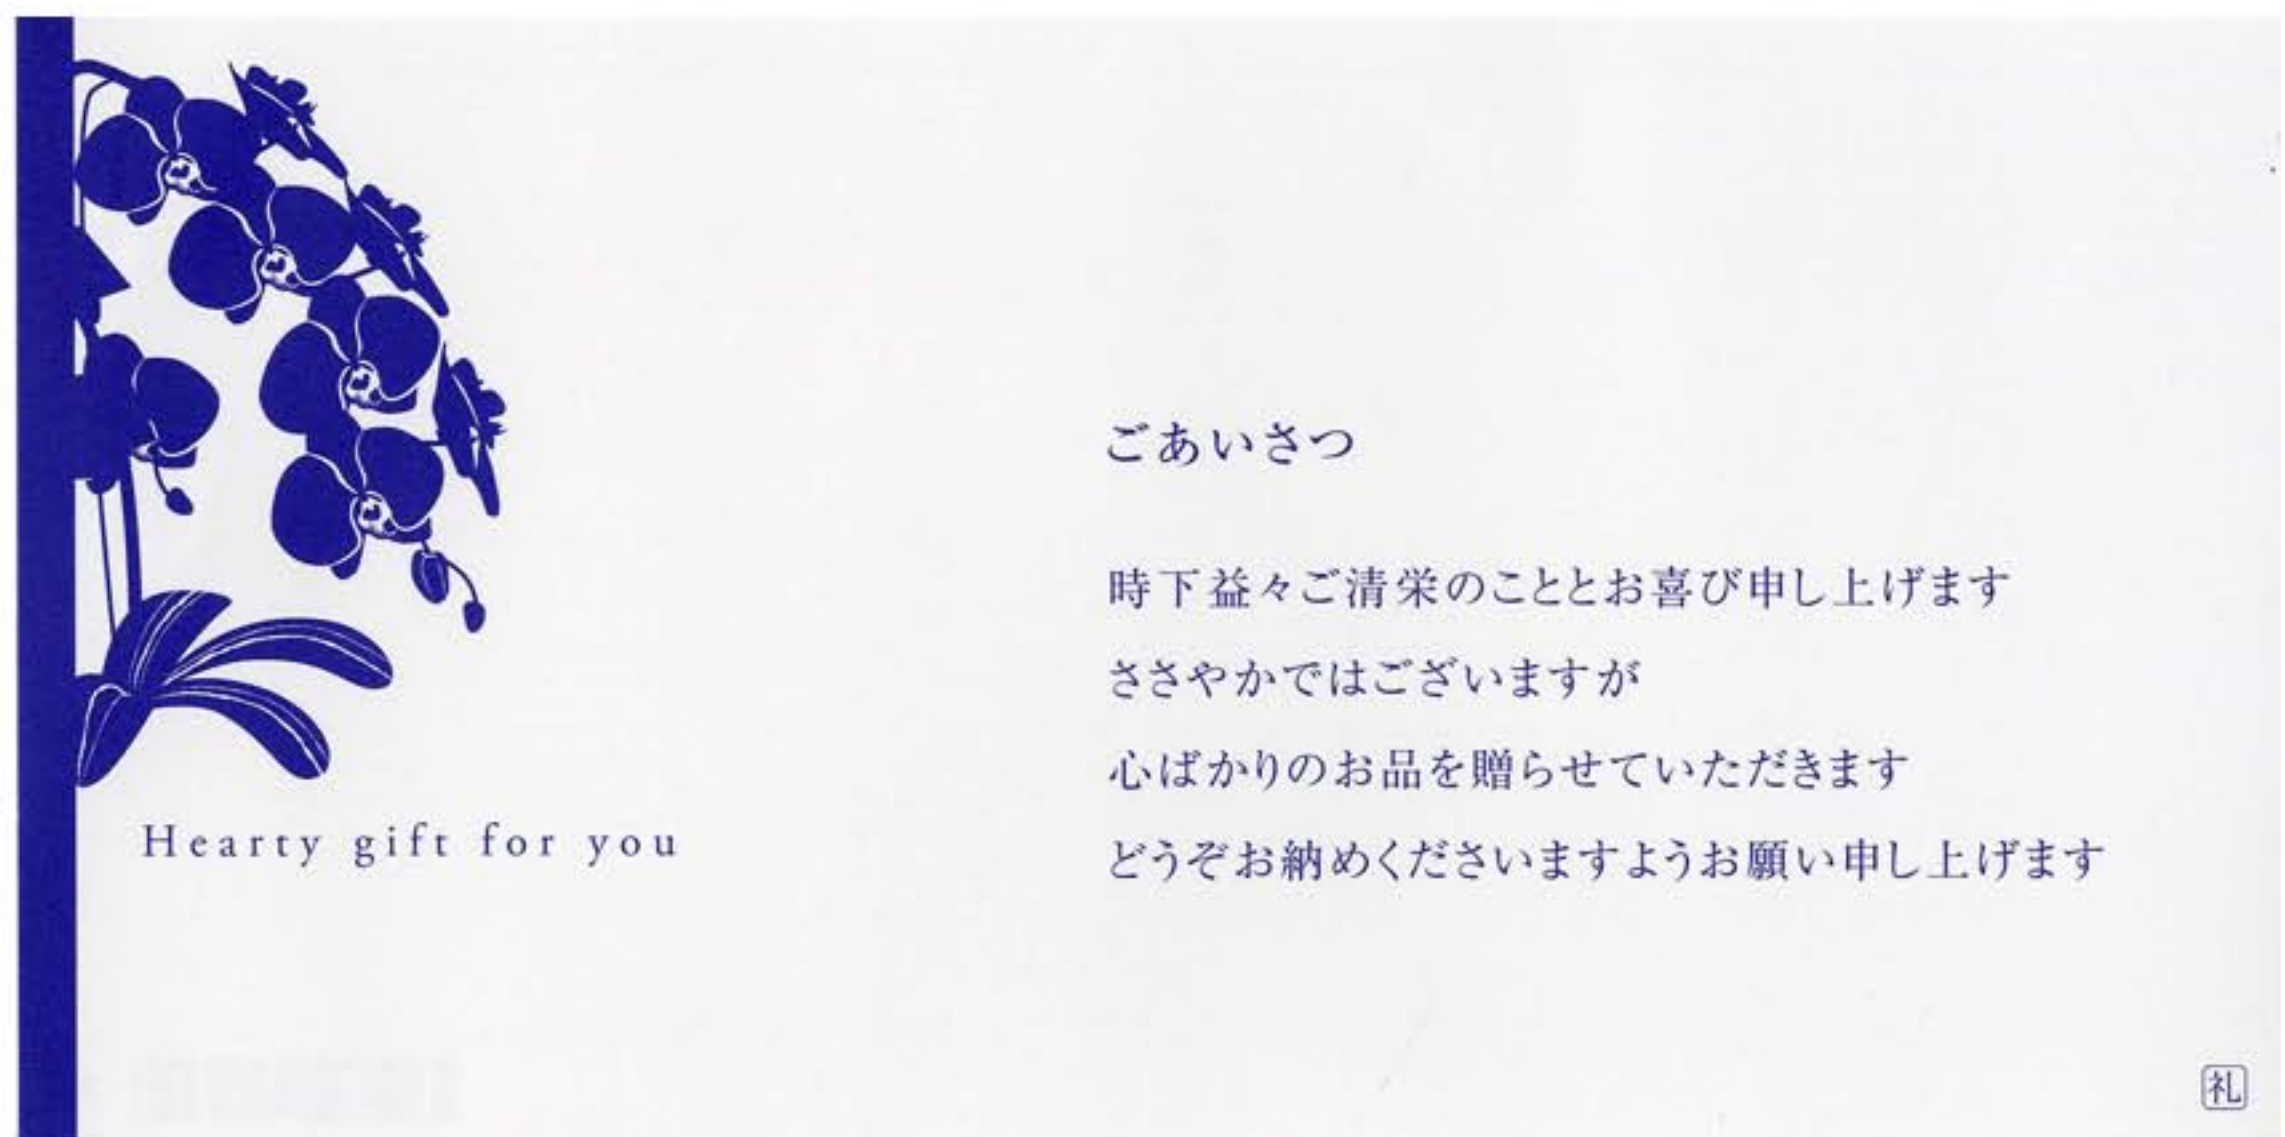 Hearty gift for you
ごあいさつ
時下益々ご清栄のこととお喜び申し上げます
ささやかではございますが
心ばかりのお品を贈らせていただきます
どうぞお納めくださいますようお願い申し上げます
礼